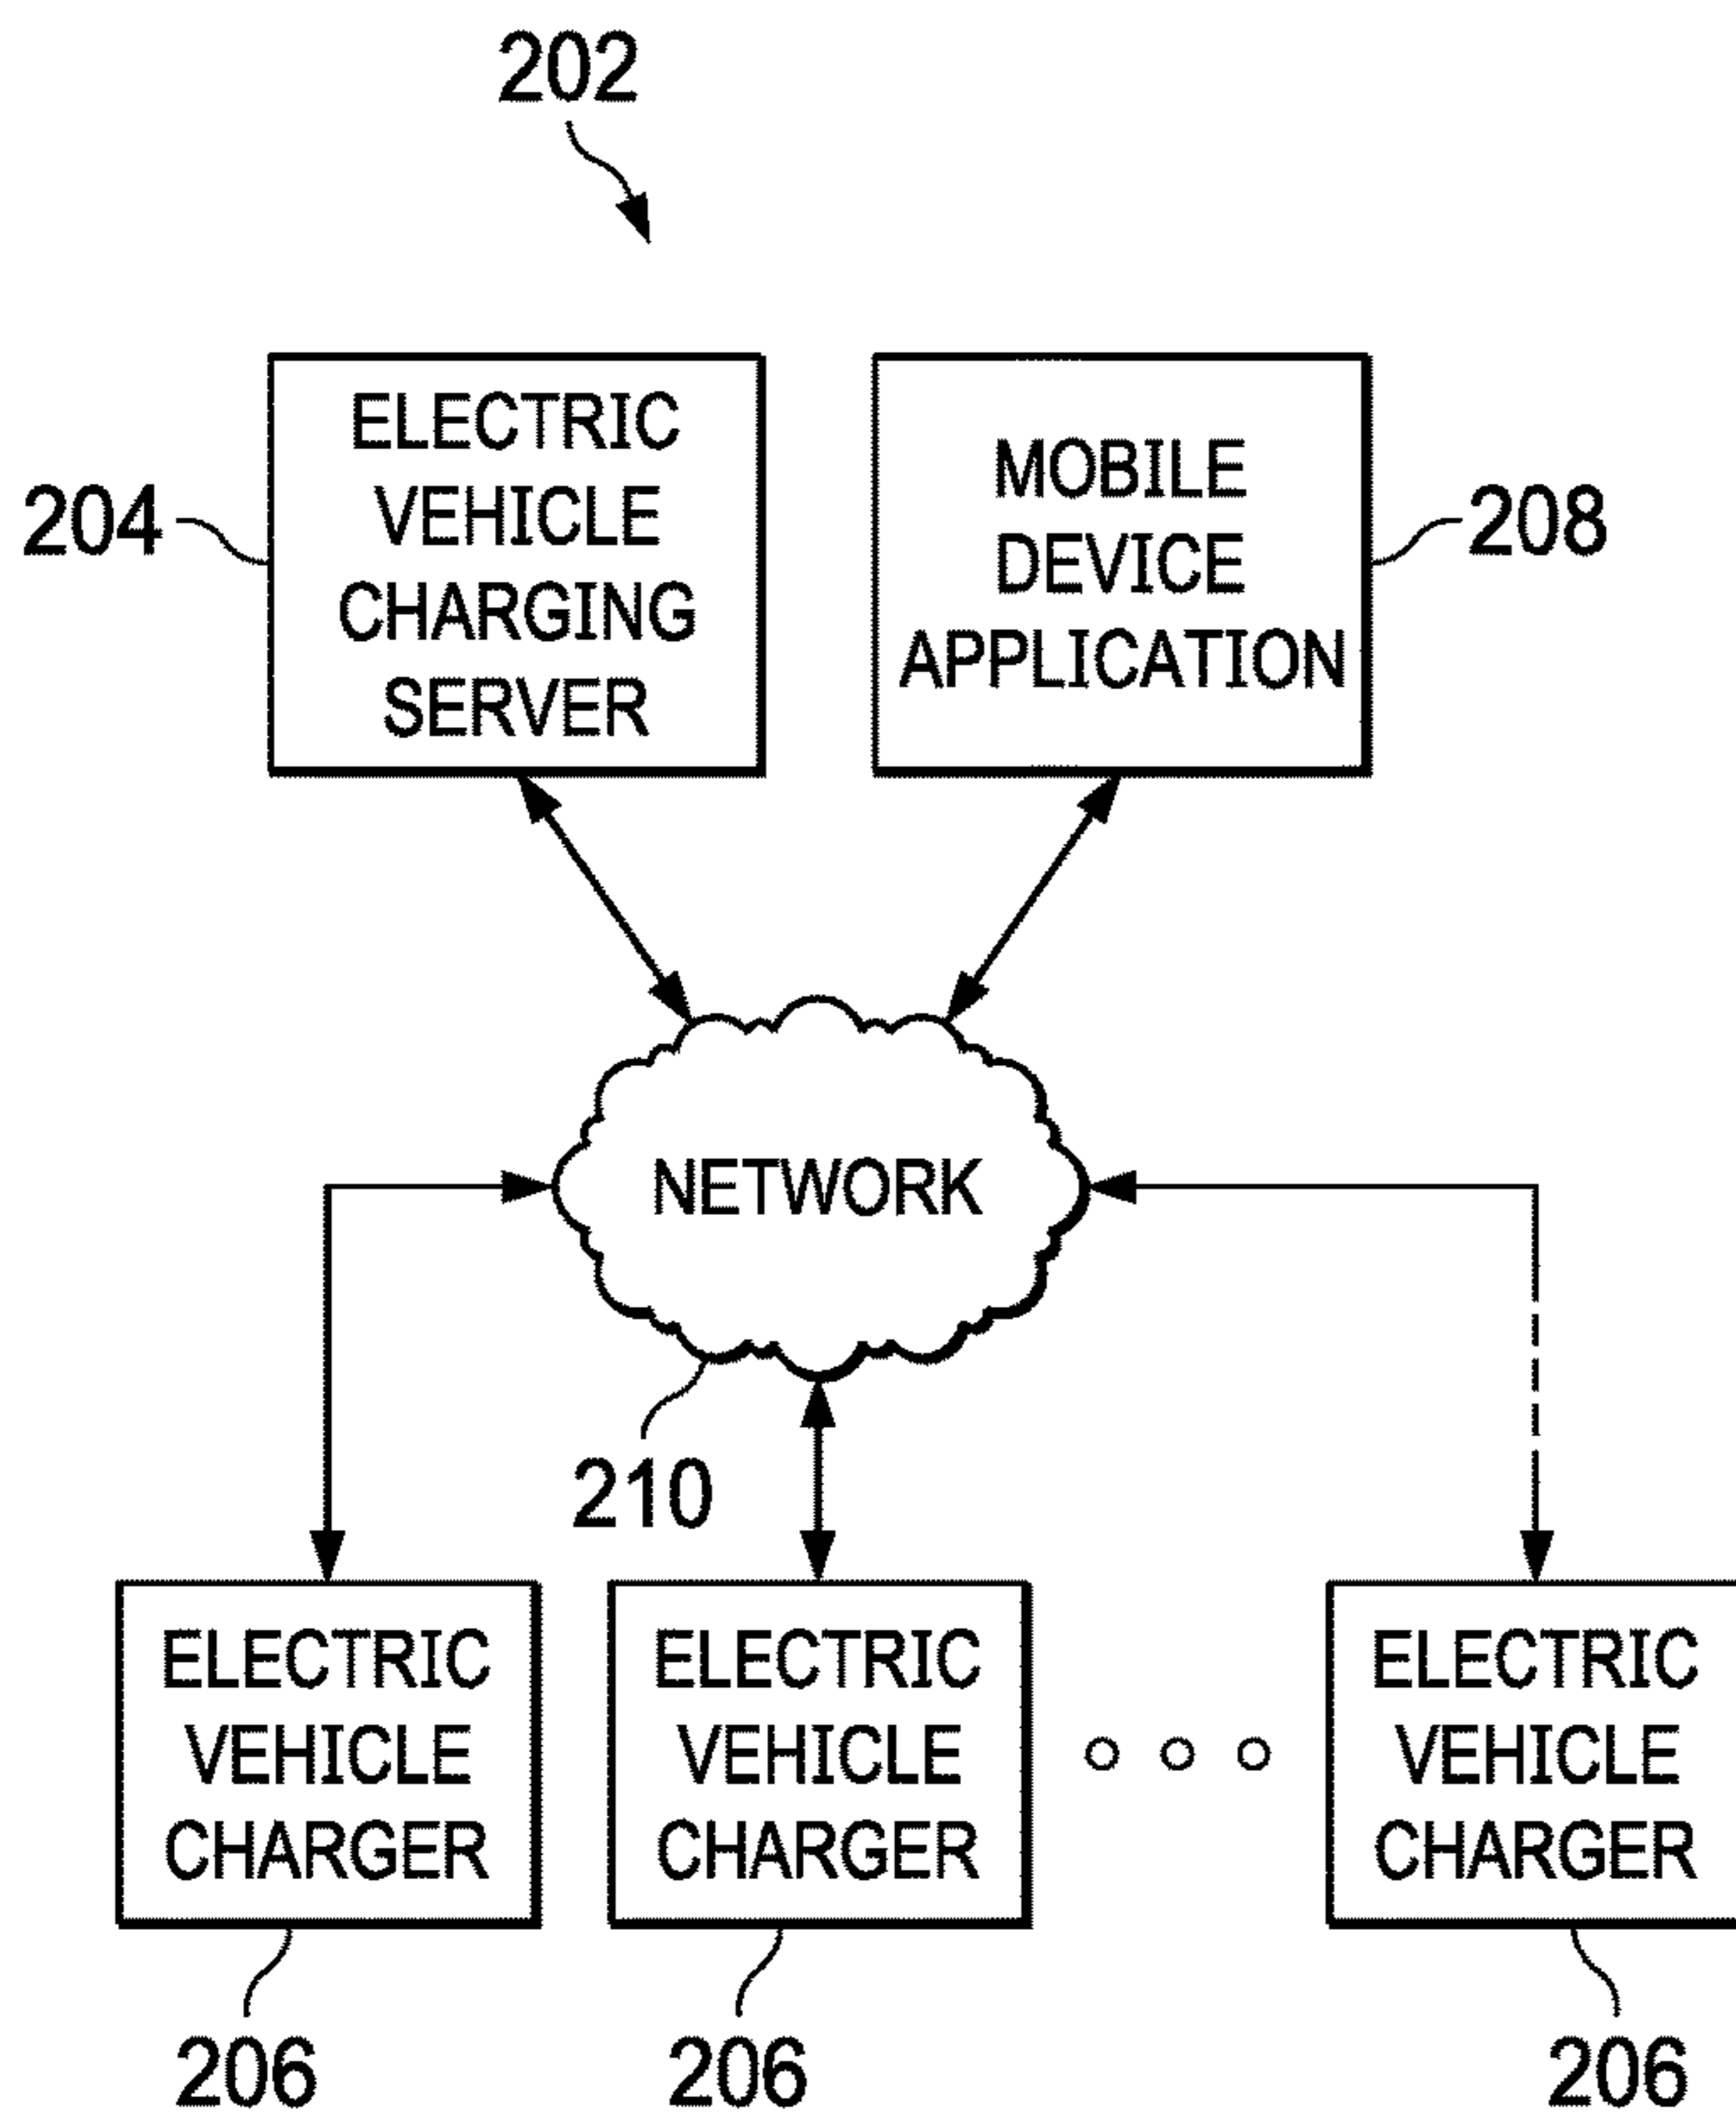 202
ELECTRIC
VEHICLE
CHARGING
SERVER
204
MOBILE
DEVICE
APPLICATION
208
NETWORK
210
ELECTRIC
VEHICLE
CHARGER
206
ELECTRIC
VEHICLE
CHARGER
206
ELECTRIC
VEHICLE
CHARGER
206